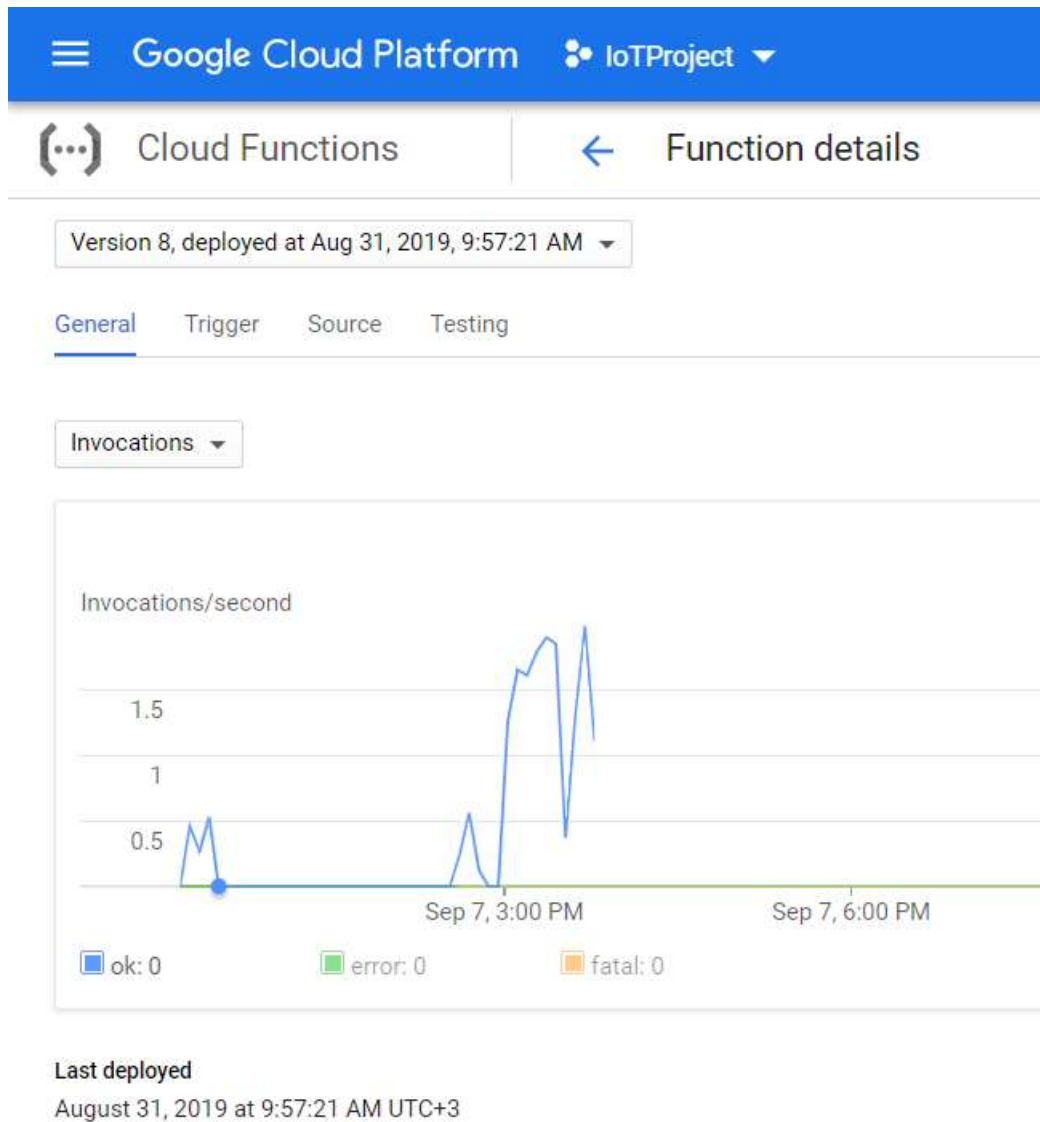 Google Cloud Platform IoTProject
Cloud Functions Function details
Version 8, deployed at Aug 31, 2019, 9:57:21 AM
General Trigger Source Testing
Invocations
Invocations/second
1.5
1
0.5
Sep 7, 3:00 PM Sep 7, 6:00 PM
ok: 0 error: 0 fatal: 0
Last deployed
August 31, 2019 at 9:57:21 AM UTC+3